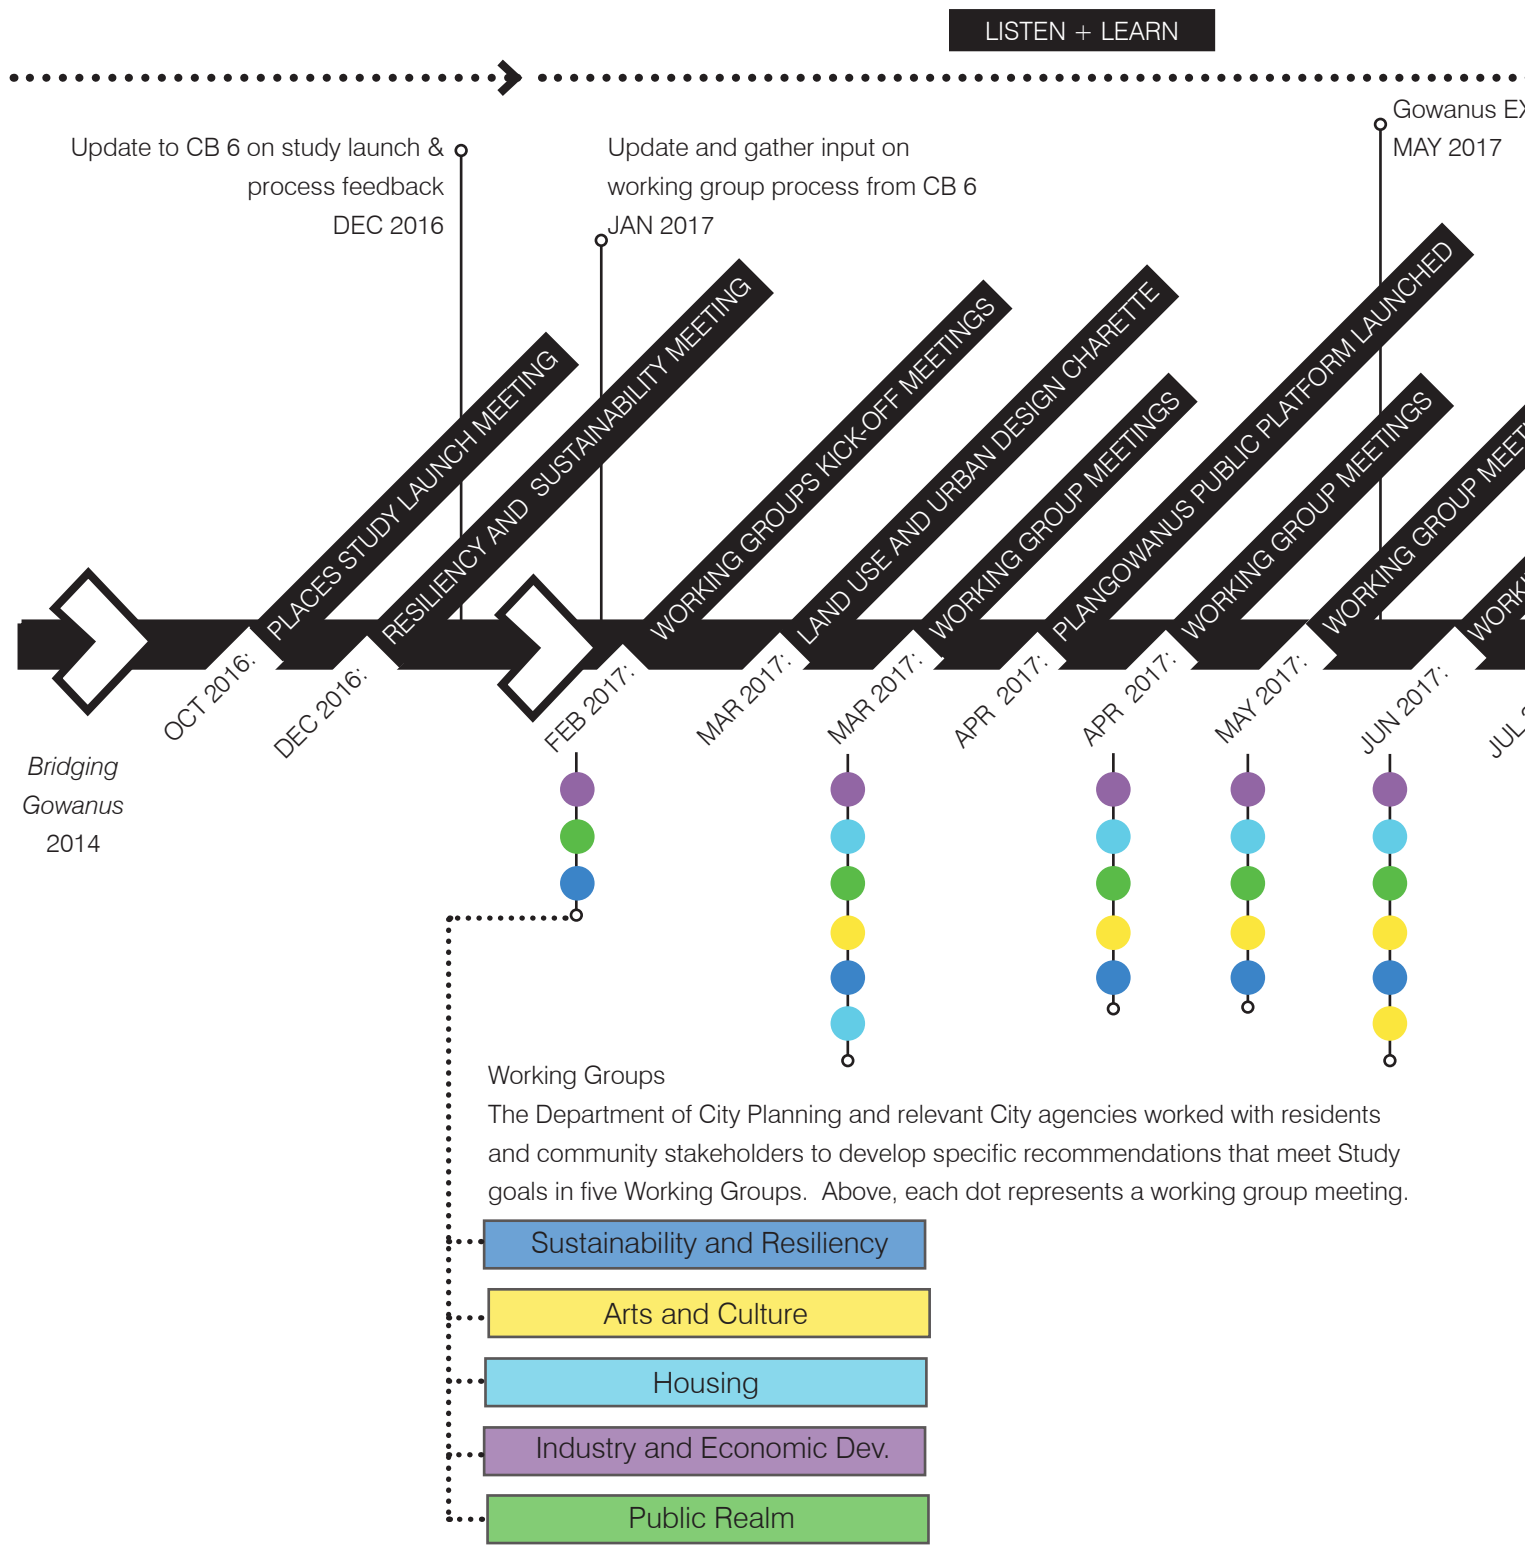 LISTEN + LEARN
Update to CB 6 on study launch &
process feedback
DEC 2016
Update and gather input on
working group process from CB 6
JAN 2017
Gowanus
MAY 2017
PLACES STUDY LAUNCH MEETING
RESILIENCY AND SUSTAINABILITY MEETING
WORKING GROUPS KICK-OFF MEETINGS
LAND USE AND URBAN DESIGN CHARETTE
WORKING GROUP MEETINGS
PLANGOWANUS PUBLIC PLATFORM LAUNCHED
WORKING GROUP MEETINGS
WORKING GROUP
OCT 2016:
DEC 2016:
FEB 2017:
MAR 2017:
MAR 2017:
APR 2017:
APR 2017:
MAY 2017:
JUN 2017:
JUL
Bridging
Gowanus
2014
Working Groups
The Department of City Planning and relevant City agencies worked with residents
and community stakeholders to develop specific recommendations that meet Study
goals in five Working Groups. Above, each dot represents a working group meeting.
Sustainability and Resiliency
Arts and Culture
Housing
Industry and Economic Dev.
Public Realm